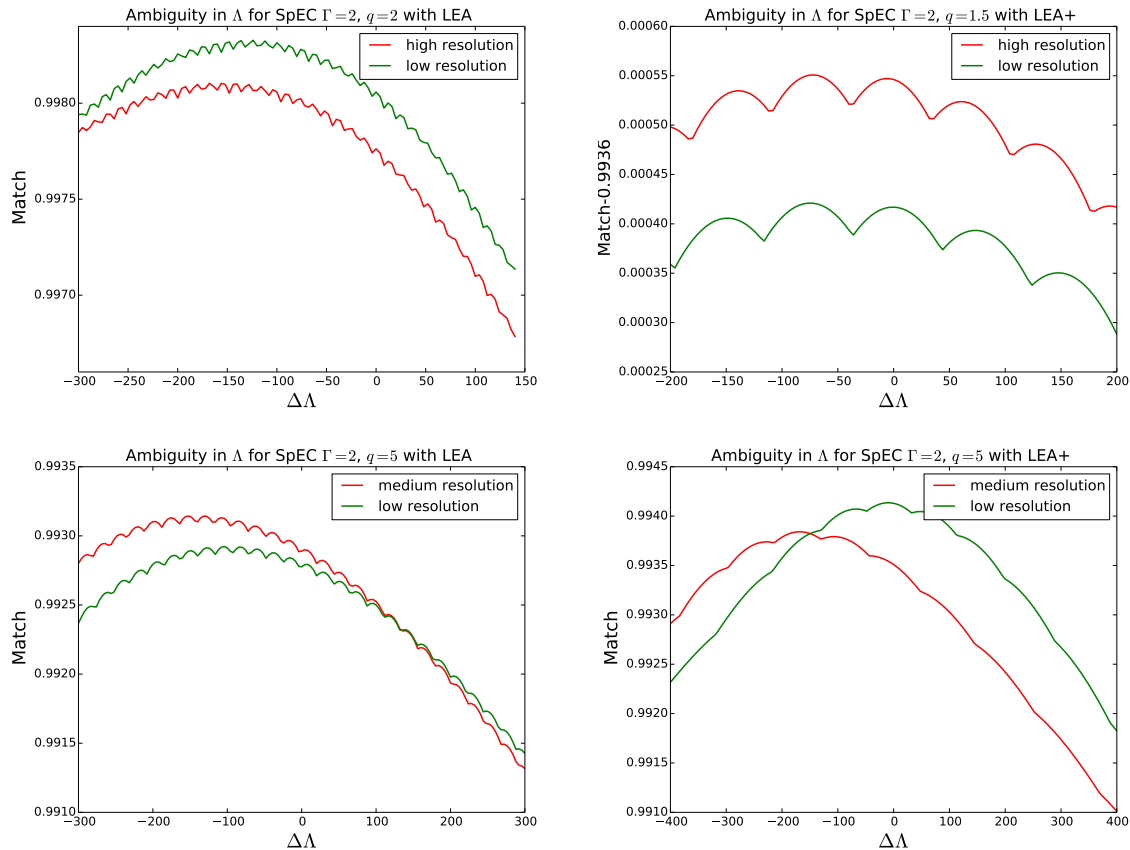 Ambiguity in Λ for SpEC Γ=2, q=2 with LEA
high resolution
low resolution
0.9980
0.9975
0.9970
Match
−300 −250 −200 −150 −100 −50 0 50 100 150
ΔΛ
Ambiguity in Λ for SpEC Γ=2, q=1.5 with LEA+
high resolution
low resolution
0.00060
0.00055
0.00050
0.00045
0.00040
0.00035
0.00030
0.00025
Match-0.9936
−200 −150 −100 −50 0 50 100 150 200
ΔΛ
Ambiguity in Λ for SpEC Γ=2, q=5 with LEA
medium resolution
low resolution
0.9935
0.9930
0.9925
0.9920
0.9915
0.9910
Match
−300 −200 −100 0 100 200 300
ΔΛ
Ambiguity in Λ for SpEC Γ=2, q=5 with LEA+
medium resolution
low resolution
0.9945
0.9940
0.9935
0.9930
0.9925
0.9920
0.9915
0.9910
Match
−400 −300 −200 −100 0 100 200 300 400
ΔΛ